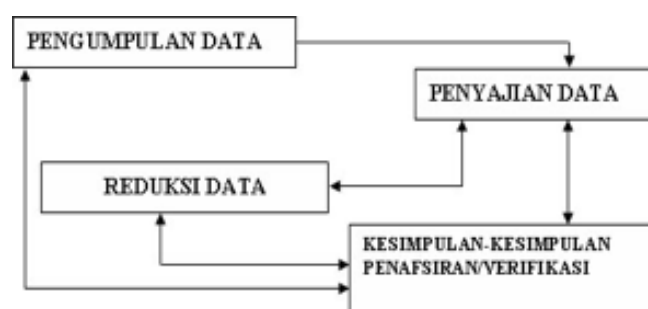 PENGUMPULAN DATA
PENYAJIAN DATA
REDUKSI DATA
KESIMPULAN-KESIMPULAN
PENAFSIRAN/VERIFIKASI